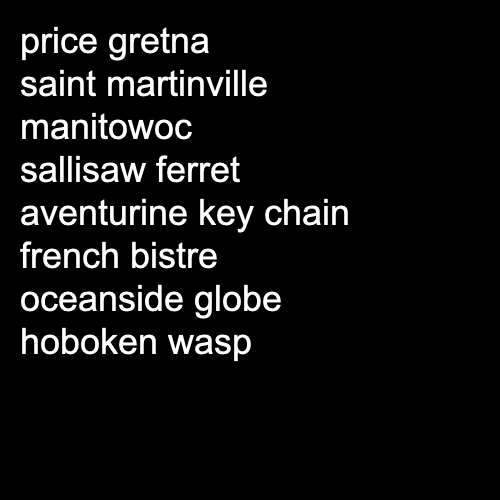 price gretna
saint martinville
manitowoc
sallisaw ferret
aventurine key chain
french bistre
oceanside globe
hoboken wasp